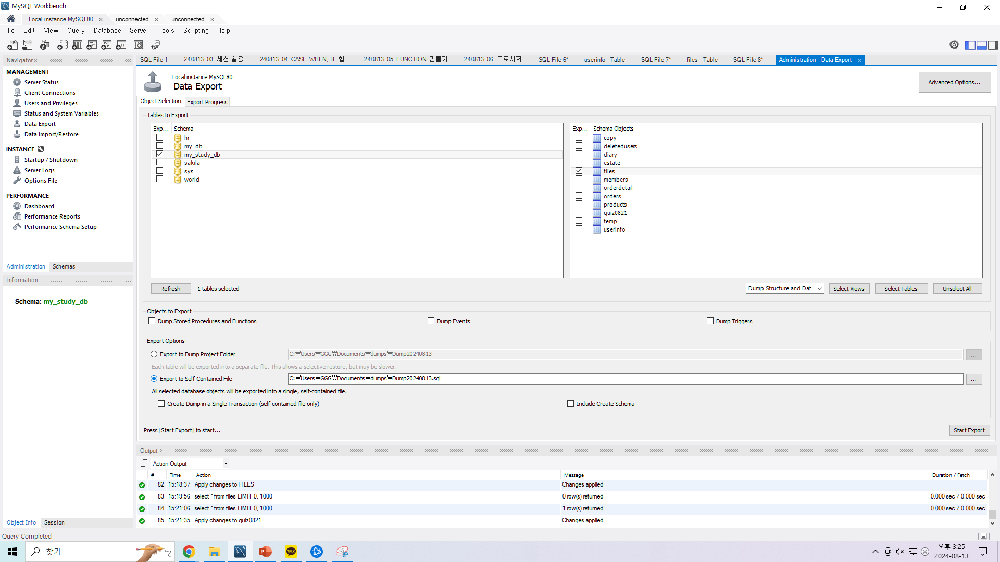 MySQL Workbench
Local instance MySQL80
unconnected
unconnected
File Edit View Query Database Server Tools Scripting Help
Navigator
MANAGEMENT
Server Status
Client Connections
Users and Privileges
Status and System Variables
Data Export
Data Import/Restore
INSTANCE
Startup / Shutdown
Server Logs
Options File
PERFORMANCE
Dashboard
Performance Reports
Performance Schema Setup
Administration
Schemas
Information
Schema: my_study_db
Object Info
Session
Query Completed
SQL File 1
240813_03_세션 활용
240813_04_CASE WHEN, IF 함...
240813_05_FUNCTION 만들기
240813_06_프로시저
SQL File 6*
userinfo - Table
SQL File 7*
files - Table
SQL File 8*
Administration - Data Export
Local instance MySQL80
Data Export
Advanced Options...
Object Selection
Export Progress
Tables to Export
Exp... Schema
hr
my_db
my_study_db
sakila
sys
world
Exp... Schema Objects
copy
deletedusers
diary
estate
files
members
orderdetail
orders
products
quiz0821
temp
userinfo
Refresh
1 tables selected
Dump Structure and Dat
Select Views
Select Tables
Unselect All
Objects to Export
Dump Stored Procedures and Functions
Dump Events
Dump Triggers
Export Options
Export to Dump Project Folder
C:₩Users₩GGG₩Documents₩dumps₩Dump20240813
...
Each table will be exported into a separate file. This allows a selective restore, but may be slower.
Export to Self-Contained File
C:₩Users₩GGG₩Documents₩dumps₩Dump20240813.sql
...
All selected database objects will be exported into a single, self-contained file.
Create Dump in a Single Transaction (self-contained file only)
Include Create Schema
Press [Start Export] to start...
Start Export
Output
Action Output
# Time Action Message Duration / Fetch
82 15:18:37 Apply changes to FILES Changes applied
83 15:19:56 select * from files LIMIT 0, 1000 0 row(s) returned 0.000 sec / 0.000 sec
84 15:21:06 select * from files LIMIT 0, 1000 1 row(s) returned 0.000 sec / 0.000 sec
85 15:21:35 Apply changes to quiz0821 Changes applied
찾기
TALK
오후 3:25
2024-08-13